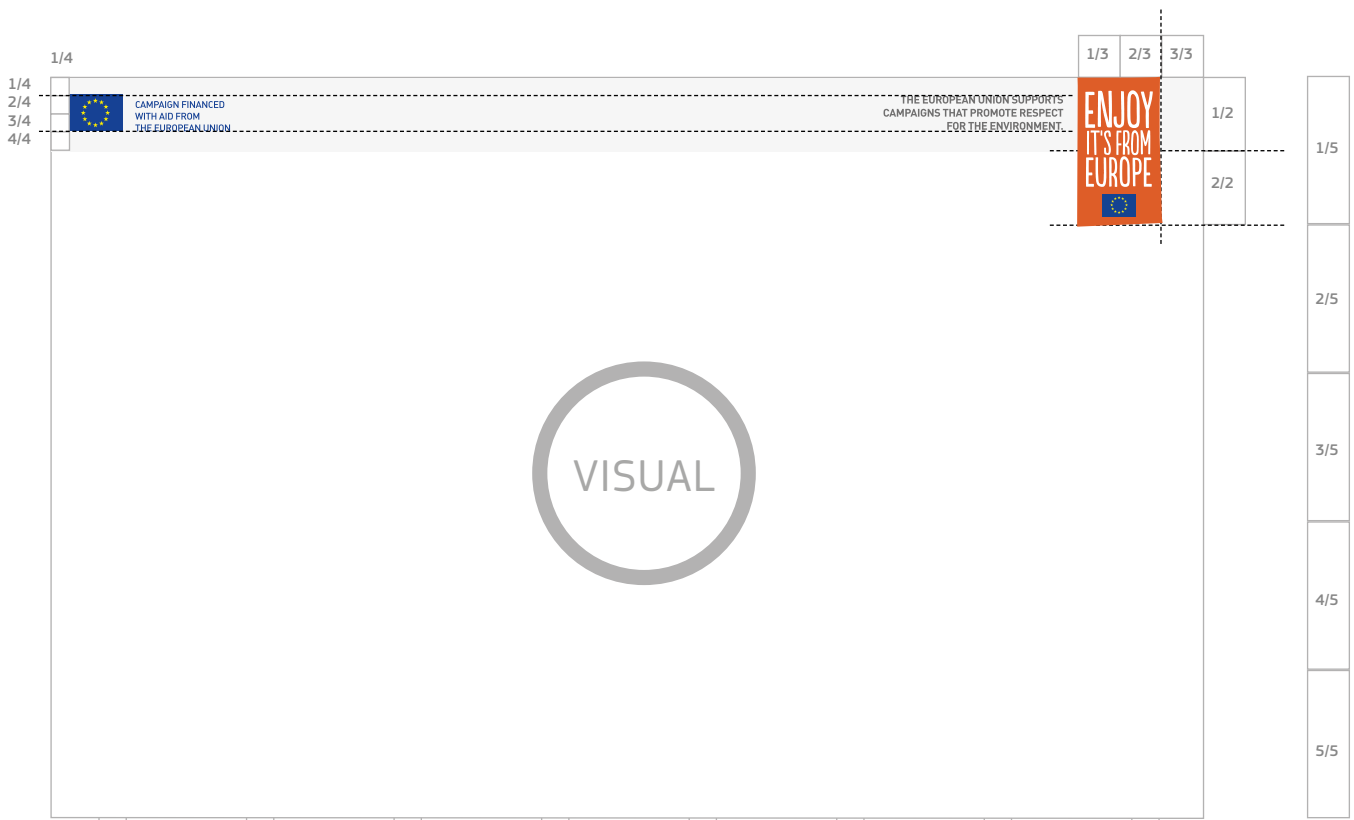 1/4
1/3 2/3 3/3
1/4
2/4
3/4
4/4
CAMPAIGN FINANCED
WITH AID FROM
THE EUROPEAN UNION
THE EUROPEAN UNION SUPPORTS
CAMPAIGNS THAT PROMOTE RESPECT
FOR THE ENVIRONMENT.
ENJOY
IT'S FROM
EUROPE
1/2
2/2
1/5
2/5
3/5
4/5
5/5
VISUAL